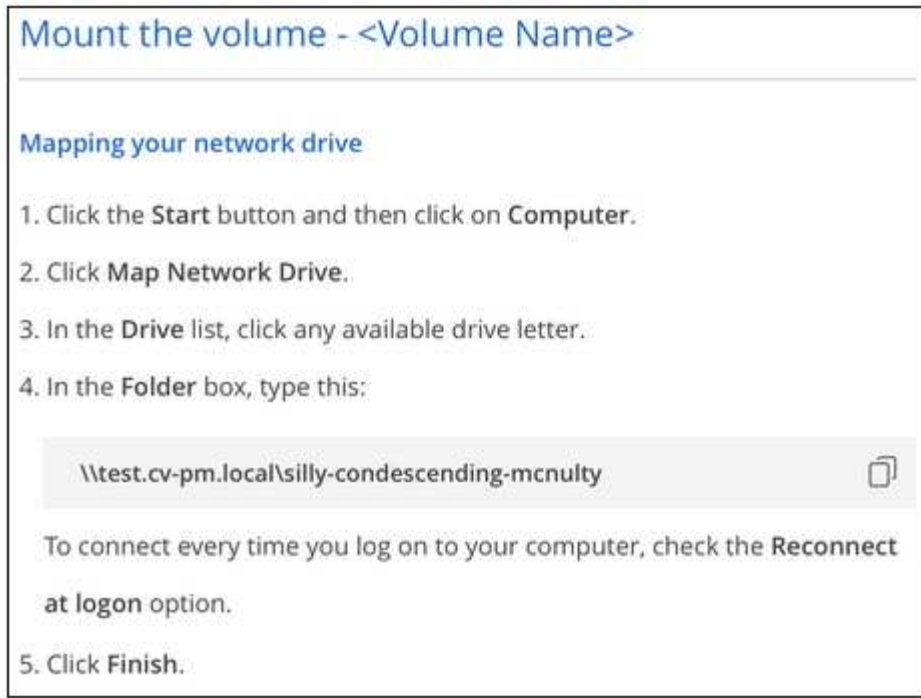 Mount the volume - <Volume Name>
Mapping your network drive
1. Click the Start button and then click on Computer.
2. Click Map Network Drive.
3. In the Drive list, click any available drive letter.
4. In the Folder box, type this:
\\test.cv-pm.local\silly-condescending-mcnulty
To connect every time you log on to your computer, check the Reconnect
at logon option.
5. Click Finish.